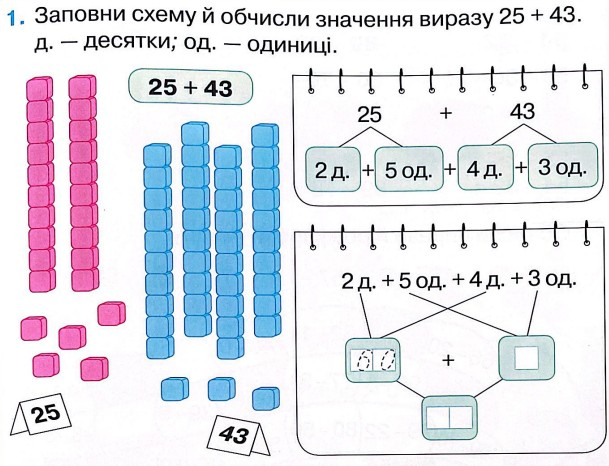 1. Заповни схему й обчисли значення виразу 25 + 43.
д. — десятки; од. — одиниці.
25 + 43
25 + 43
2 д. + 5 од. + 4 д. + 3 од.
2 д. + 5 од. + 4 д. + 3 од.
60 +
25
43